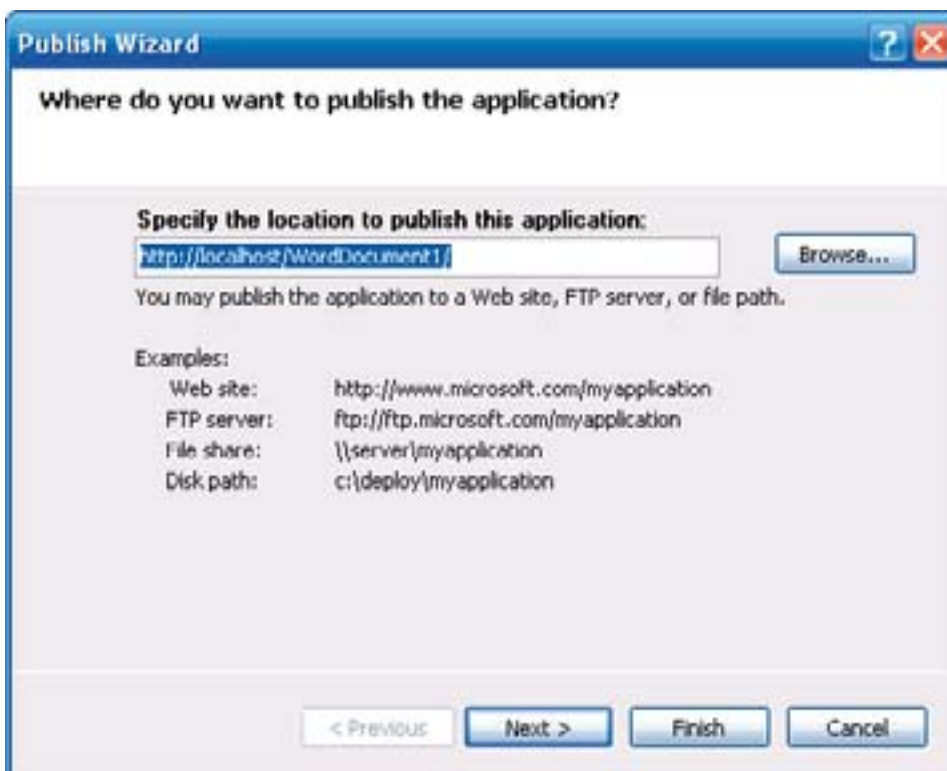 Publish Wizard
Where do you want to publish the application?
Specify the location to publish this application:
http://localhost/WordDocument1/
Browse...
You may publish the application to a Web site, FTP server, or file path.
Examples:
Web site: http://www.microsoft.com/myapplication
FTP server: ftp://ftp.microsoft.com/myapplication
File share: \\server\myapplication
Disk path: c:\deploy\myapplication
< Previous Next > Finish Cancel